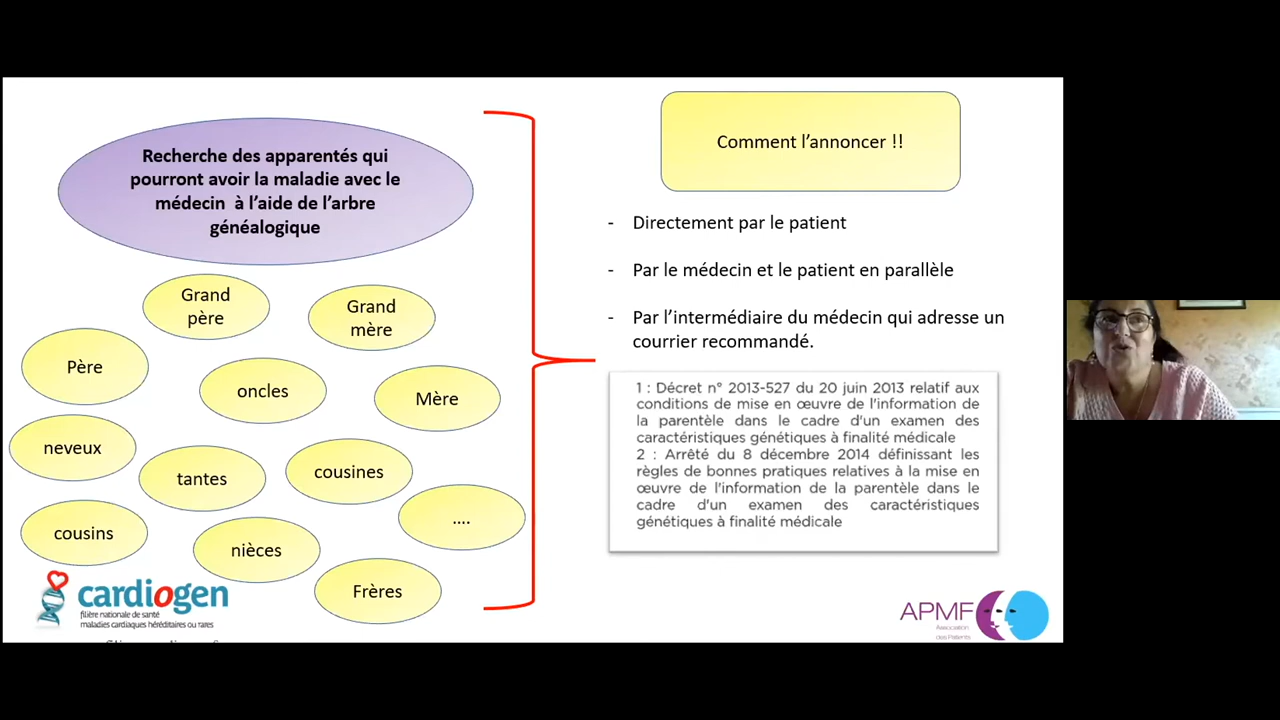 Recherche des apparentés qui
pourront avoir la maladie avec le
médecin à l'aide de l'arbre
généalogique
Grand
père
Grand
mère
Père
oncles
Mère
neveux
tantes
cousines
....
cousins
nièces
Frères
cardiogen
filière nationale de santé
maladies cardiaques héréditaires ou rares
Comment l'annoncer !!
- Directement par le patient
- Par le médecin et le patient en parallèle
- Par l'intermédiaire du médecin qui adresse un
courrier recommandé.
1 : Décret n° 2013-527 du 20 juin 2013 relatif aux
conditions de mise en œuvre de l'information de
la parentèle dans le cadre d'un examen des
caractéristiques génétiques à finalité médicale
2 : Arrêté du 8 décembre 2014 définissant les
règles de bonnes pratiques relatives à la mise en
œuvre de l'information de la parentèle dans le
cadre d'un examen des caractéristiques
génétiques à finalité médicale
APMF
Association
des Patients